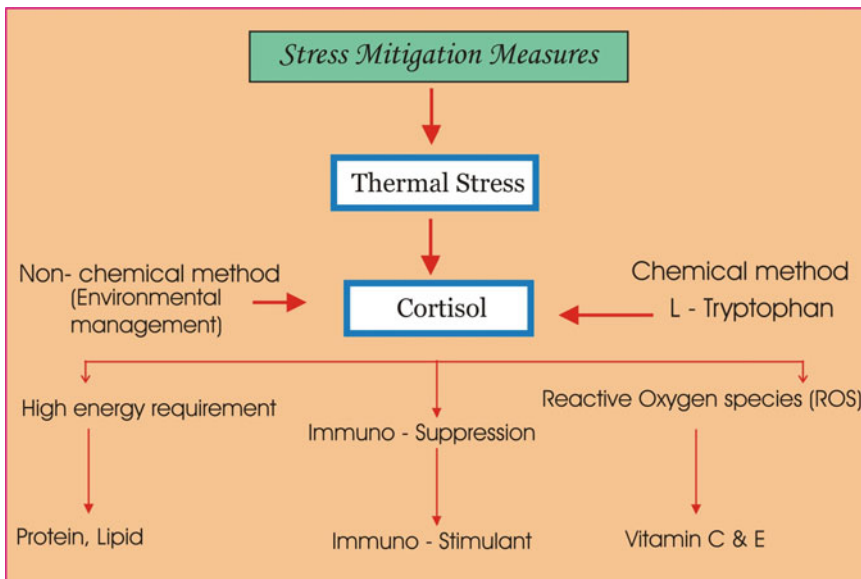 Stress Mitigation Measures
Thermal Stress
Non- chemical method
(Environmental
management)
Cortisol
Chemical method
L - Tryptophan
High energy requirement
Immuno - Suppression
Reactive Oxygen species (ROS)
Protein, Lipid
Immuno - Stimulant
Vitamin C & E